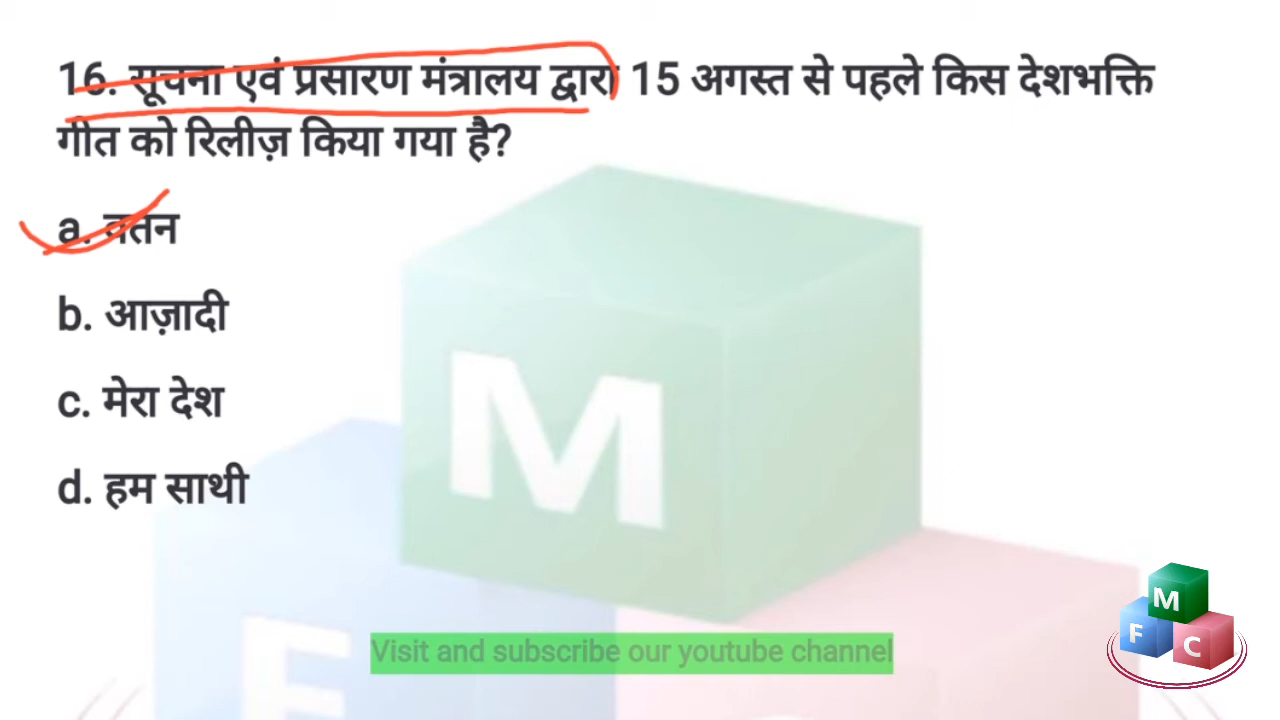 16. सूचना एवं प्रसारण मंत्रालय द्वारा 15 अगस्त से पहले किस देशभक्ति
गीत को रिलीज़ किया गया है?
a. वतन
b. आज़ादी
c. मेरा देश
d. हम साथी
M
F
Visit and subscribe our youtube channel
M
F
C